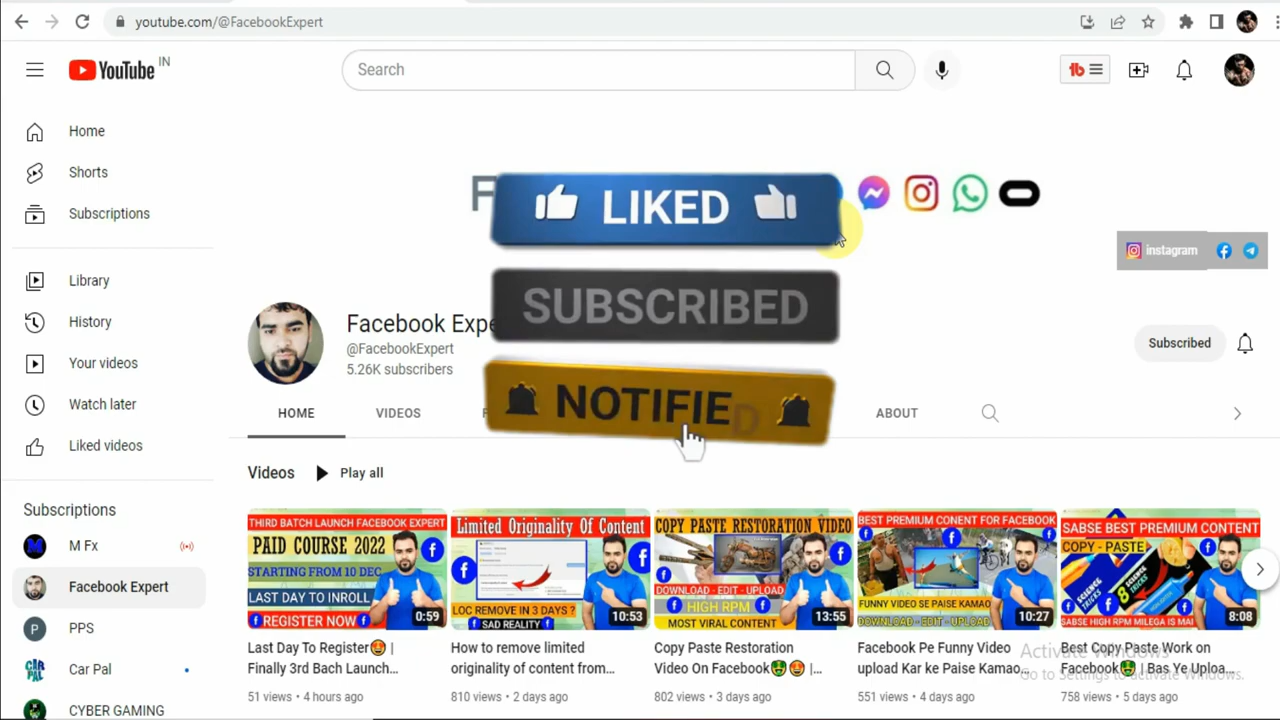 youtube.com/@FacebookExpert
YouTube IN
Search
Home
Shorts
Subscriptions
Library
History
Your videos
Watch later
Liked videos
Subscriptions
M Fx
Facebook Expert
PPS
Car Pal
CYBER GAMING
F
LIKED
SUBSCRIBED
NOTIFIED
instagram
Facebook Expe
@FacebookExpert
5.26K subscribers
Subscribed
HOME
VIDEOS
ABOUT
Videos
Play all
THIRD BATCH LAUNCH FACEBOOK EXPERT
PAID COURSE 2022
STARTING FROM 10 DEC
LAST DAY TO INROLL
REGISTER NOW
0:59
Last Day To Register🤩 |
Finally 3rd Bach Launch...
51 views • 4 hours ago
Limited Originality Of Content
LOC REMOVE IN 3 DAYS ?
SAD REALITY
10:53
How to remove limited
originality of content from...
810 views • 2 days ago
COPY PASTE RESTORATION VIDEO
DOWNLOAD - EDIT - UPLOAD
HIGH RPM
MOST VIRAL CONTENT
13:55
Copy Paste Restoration
Video On Facebook🤑🤩 |
802 views • 3 days ago
BEST PREMIUM CONENT FOR FACEBOOK
FUNNY VIDEO SE PAISE KAMAO
DOWNLOAD - EDIT - UPLOAD
10:27
Facebook Pe Funny Video
upload Kar ke Paise Kamao...
551 views • 4 days ago
SABSE BEST PREMIUM CONTENT
COPY - PASTE
8 SCIENCE TRICKS
SABSE HIGH RPM MILEGA IS MAI
8:08
Best Copy Paste Work on
Facebook🤑 | Bas Ye Uploa...
758 views • 5 days ago
Activate Windows
Go to Settings to activate Windows.